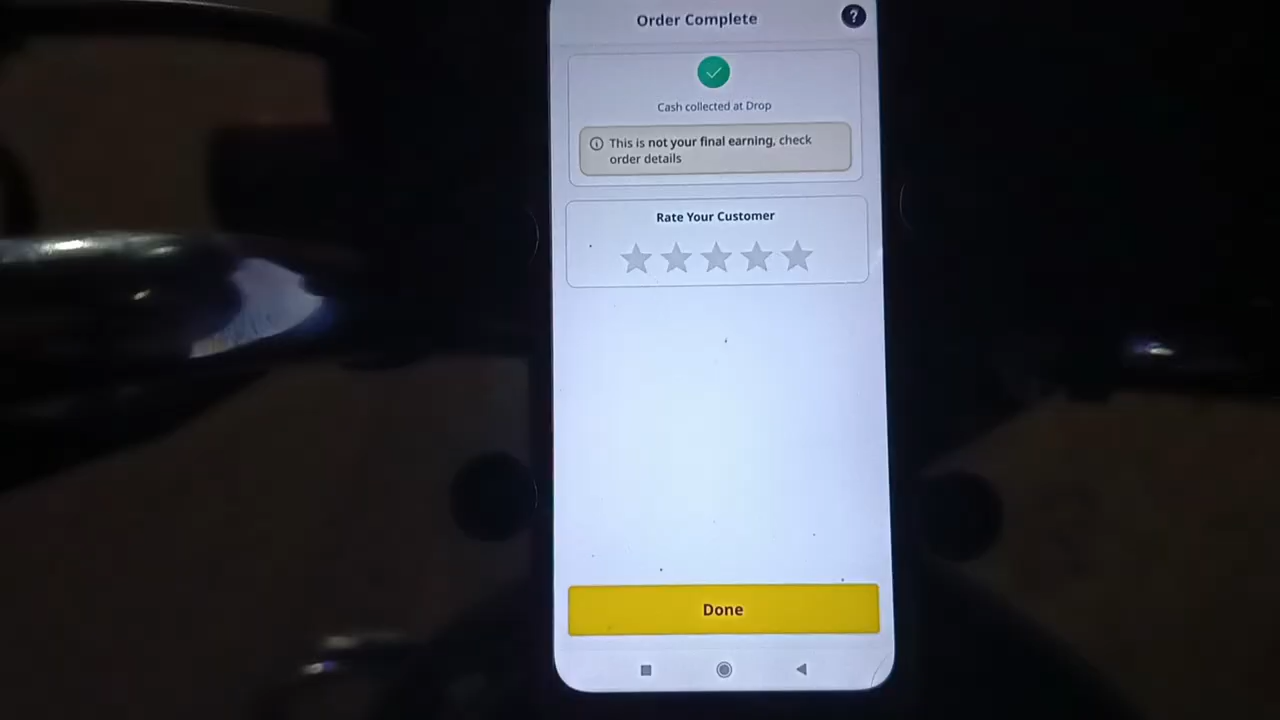 Order Complete
?
Cash collected at Drop
This is not your final earning, check
order details
Rate Your Customer
Done